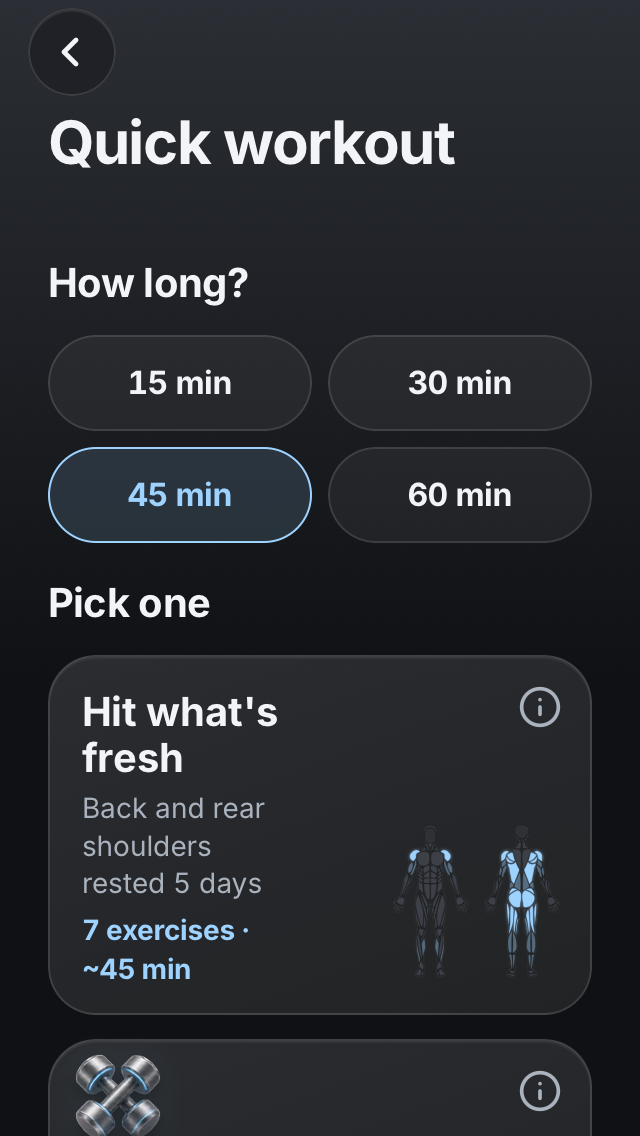 Quick workout
How long?
15 min
30 min
45 min
60 min
Pick one
Hit what's
fresh
Back and rear
shoulders
rested 5 days
7 exercises ·
~45 min